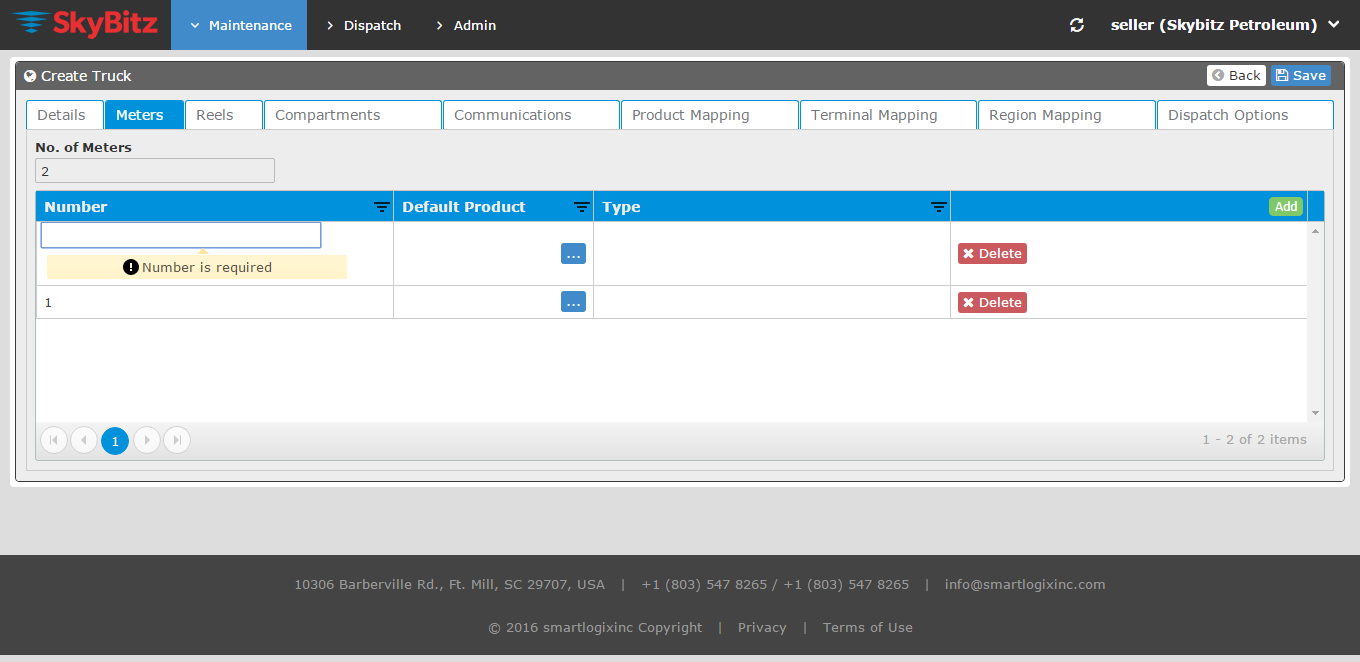 SkyBitz Maintenance Dispatch Admin seller (Skybitz Petroleum)
Create Truck Back Save
Details Meters Reels Compartments Communications Product Mapping Terminal Mapping Region Mapping Dispatch Options
No. of Meters
2
Number Default Product Type Add
... Delete
Number is required
1 ... Delete
1 1 - 2 of 2 items
10306 Barberville Rd., Ft. Mill, SC 29707, USA | +1 (803) 547 8265 / +1 (803) 547 8265 | info@smartlogixinc.com
© 2016 smartlogixinc Copyright | Privacy | Terms of Use